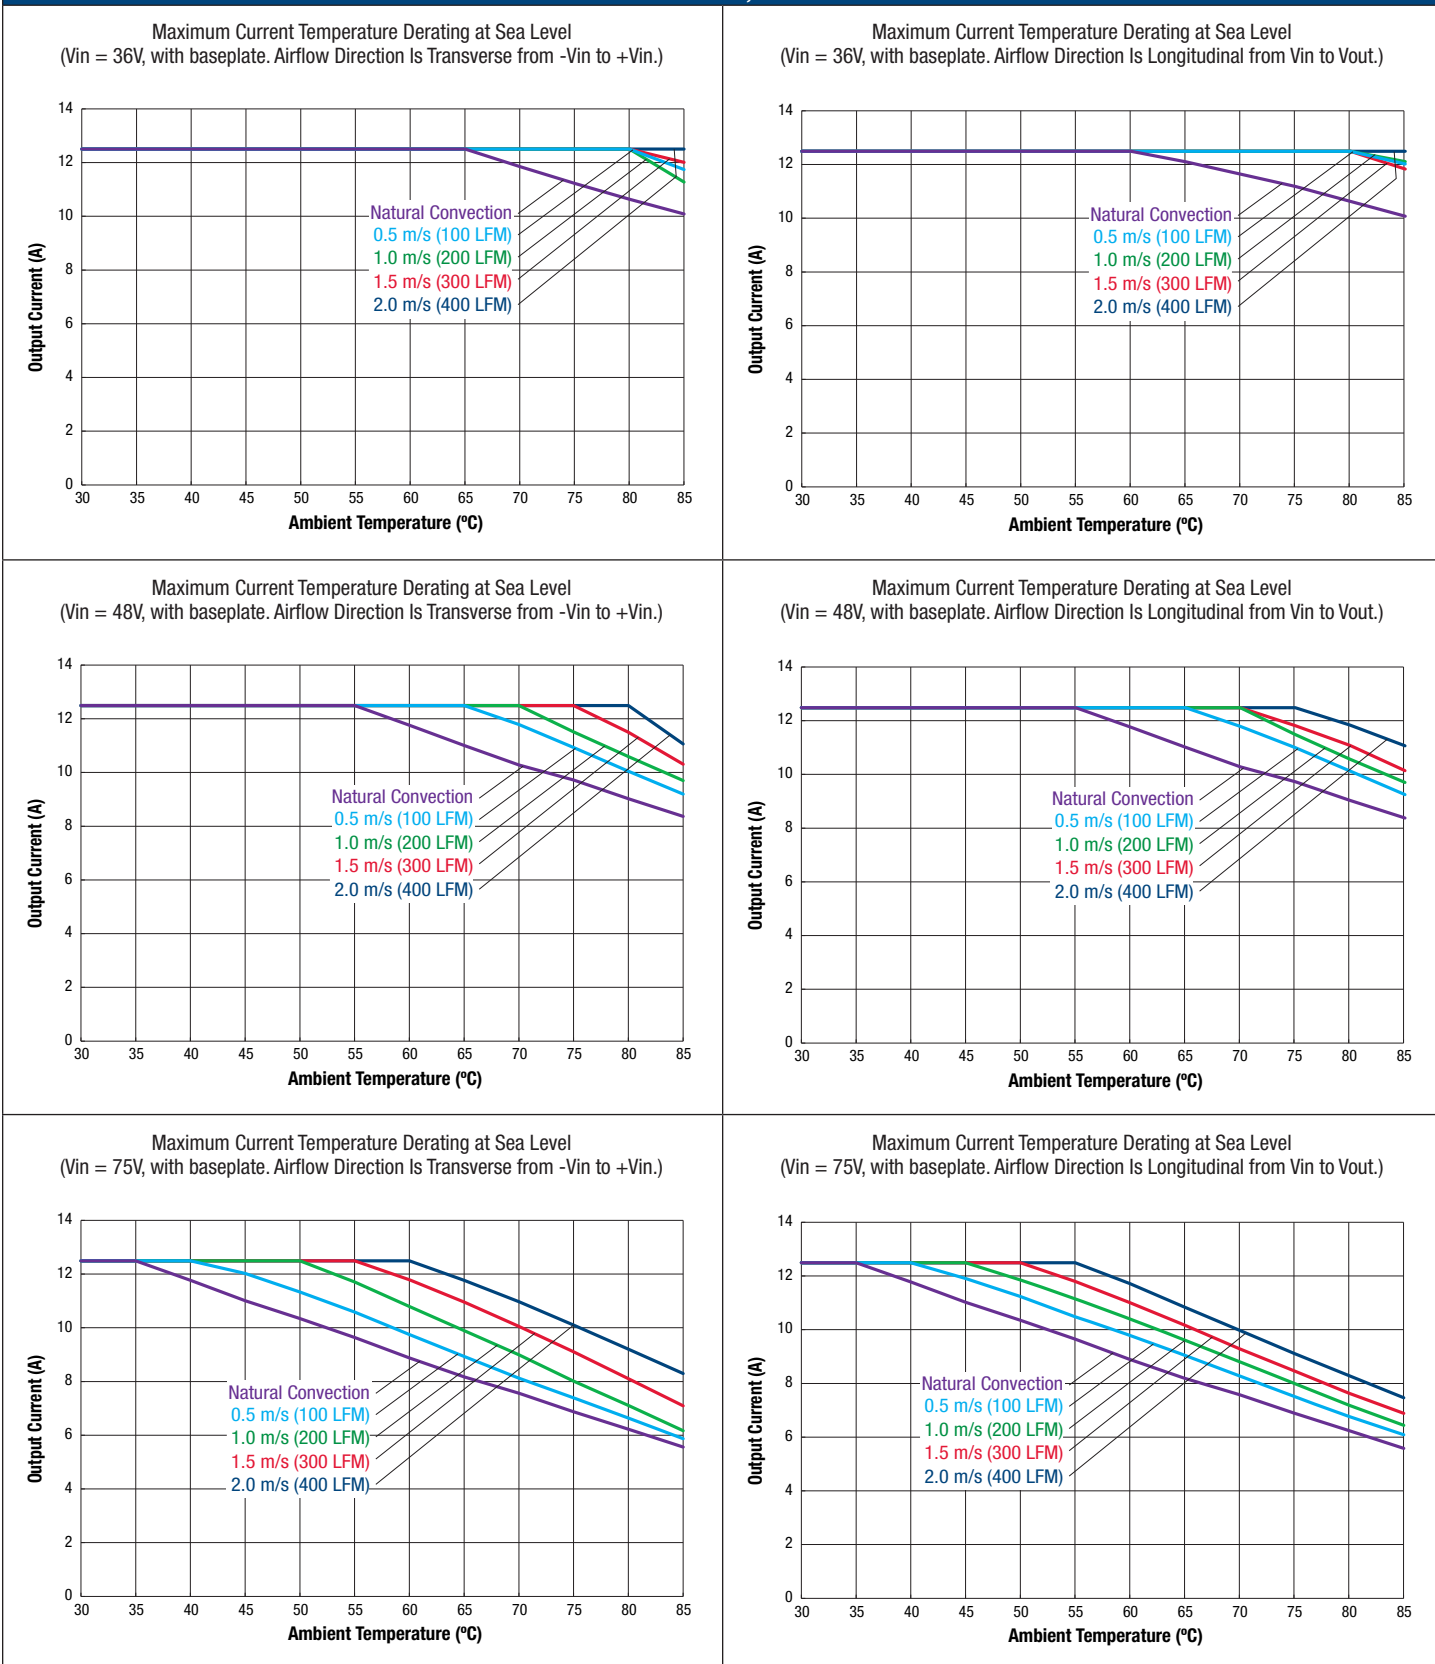 Maximum Current Temperature Derating at Sea Level
(Vin = 36V, with baseplate. Airflow Direction Is Transverse from -Vin to +Vin.)
14
12
10
8
6
4
2
0
Output Current (A)
Natural Convection
0.5 m/s (100 LFM)
1.0 m/s (200 LFM)
1.5 m/s (300 LFM)
2.0 m/s (400 LFM)
30 35 40 45 50 55 60 65 70 75 80 85
Ambient Temperature (ºC)
Maximum Current Temperature Derating at Sea Level
(Vin = 36V, with baseplate. Airflow Direction Is Longitudinal from Vin to Vout.)
14
12
10
8
6
4
2
0
Output Current (A)
Natural Convection
0.5 m/s (100 LFM)
1.0 m/s (200 LFM)
1.5 m/s (300 LFM)
2.0 m/s (400 LFM)
30 35 40 45 50 55 60 65 70 75 80 85
Ambient Temperature (ºC)
Maximum Current Temperature Derating at Sea Level
(Vin = 48V, with baseplate. Airflow Direction Is Transverse from -Vin to +Vin.)
14
12
10
8
6
4
2
0
Output Current (A)
Natural Convection
0.5 m/s (100 LFM)
1.0 m/s (200 LFM)
1.5 m/s (300 LFM)
2.0 m/s (400 LFM)
30 35 40 45 50 55 60 65 70 75 80 85
Ambient Temperature (ºC)
Maximum Current Temperature Derating at Sea Level
(Vin = 48V, with baseplate. Airflow Direction Is Longitudinal from Vin to Vout.)
14
12
10
8
6
4
2
0
Output Current (A)
Natural Convection
0.5 m/s (100 LFM)
1.0 m/s (200 LFM)
1.5 m/s (300 LFM)
2.0 m/s (400 LFM)
30 35 40 45 50 55 60 65 70 75 80 85
Ambient Temperature (ºC)
Maximum Current Temperature Derating at Sea Level
(Vin = 75V, with baseplate. Airflow Direction Is Transverse from -Vin to +Vin.)
14
12
10
8
6
4
2
0
Output Current (A)
Natural Convection
0.5 m/s (100 LFM)
1.0 m/s (200 LFM)
1.5 m/s (300 LFM)
2.0 m/s (400 LFM)
30 35 40 45 50 55 60 65 70 75 80 85
Ambient Temperature (ºC)
Maximum Current Temperature Derating at Sea Level
(Vin = 75V, with baseplate. Airflow Direction Is Longitudinal from Vin to Vout.)
14
12
10
8
6
4
2
0
Output Current (A)
Natural Convection
0.5 m/s (100 LFM)
1.0 m/s (200 LFM)
1.5 m/s (300 LFM)
2.0 m/s (400 LFM)
30 35 40 45 50 55 60 65 70 75 80 85
Ambient Temperature (ºC)